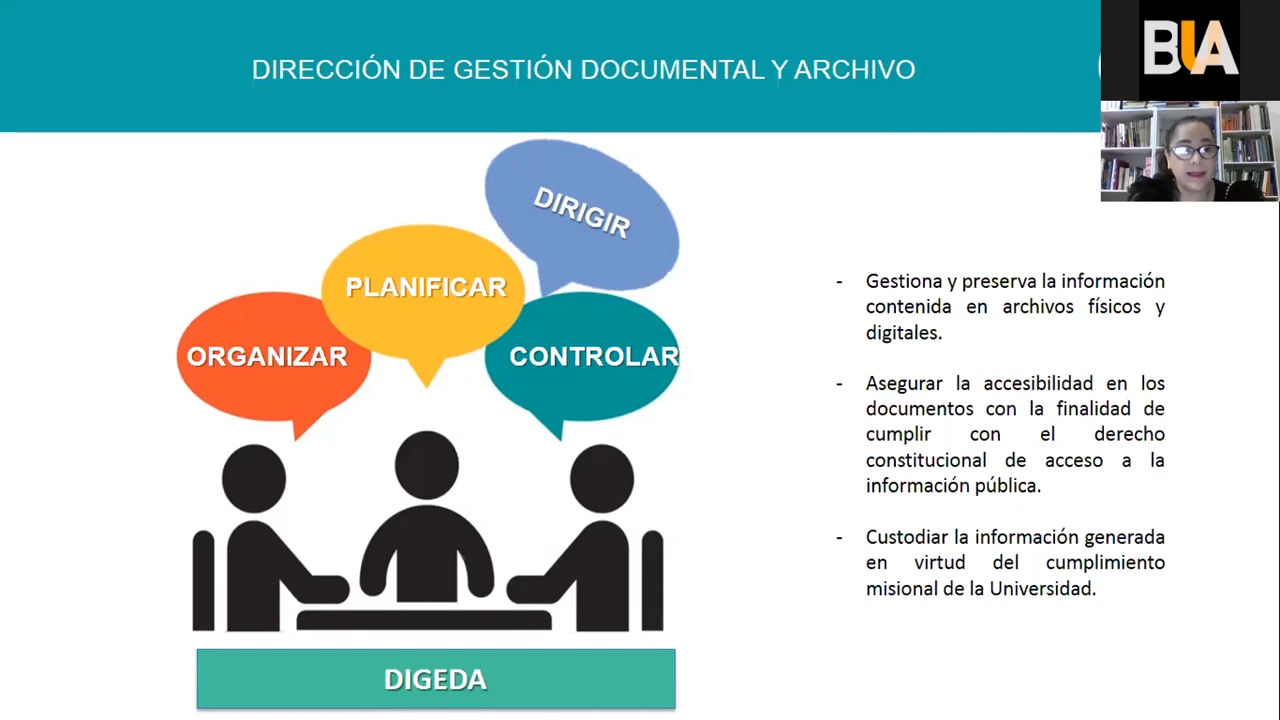 DIRECCIÓN DE GESTIÓN DOCUMENTAL Y ARCHIVO
BUA
DIRIGIR
PLANIFICAR
ORGANIZAR
CONTROLAR
- Gestiona y preserva la información
contenida en archivos físicos y
digitales.
- Asegurar la accesibilidad en los
documentos con la finalidad de
cumplir con el derecho
constitucional de acceso a la
información pública.
- Custodiar la información generada
en virtud del cumplimiento
misional de la Universidad.
DIGEDA